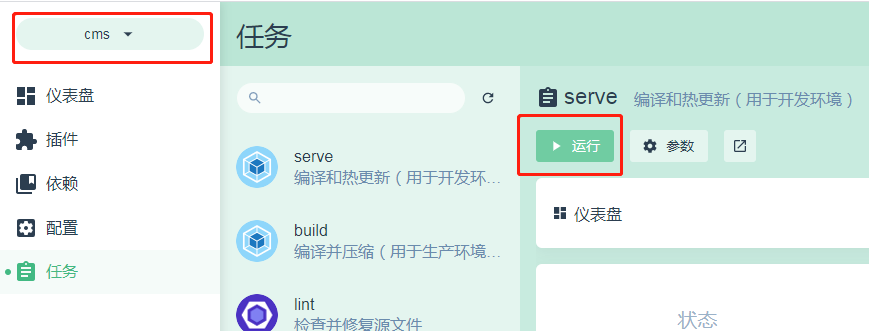 cms
仪表盘
插件
依赖
配置
任务
任务
serve
编译和热更新（用于开发环…
build
编译并压缩（用于生产环境…
lint
检查并修复源文件
serve 编译和热更新（用于开发环境）
运行 参数
仪表盘
状态